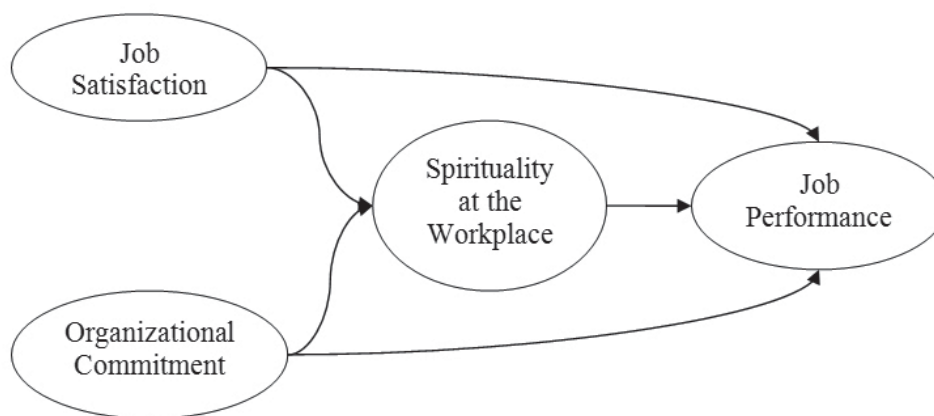 Job
Satisfaction
Spirituality
at the
Workplace
Job
Performance
Organizational
Commitment